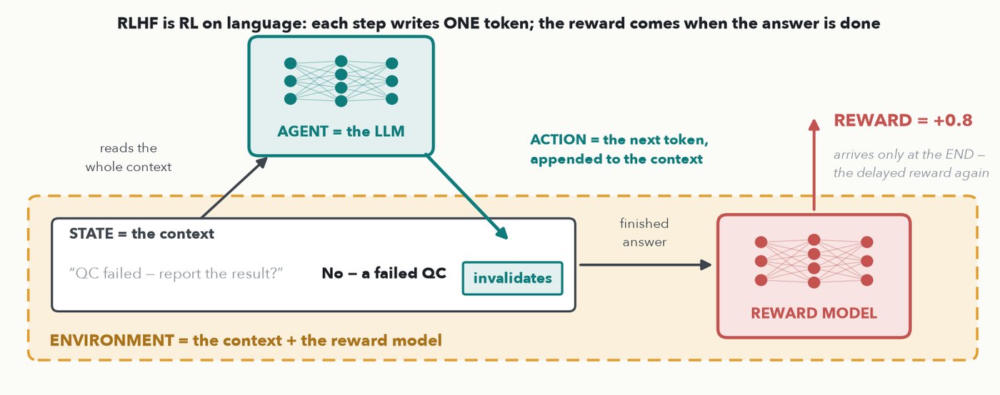 RLHF is RL on language: each step writes ONE token; the reward comes when the answer is done
AGENT = the LLM
reads the
whole context
ACTION = the next token,
appended to the context
REWARD = +0.8
arrives only at the END —
the delayed reward again
STATE = the context
“QC failed — report the result?” No — a failed QC invalidates
finished
answer
REWARD MODEL
ENVIRONMENT = the context + the reward model